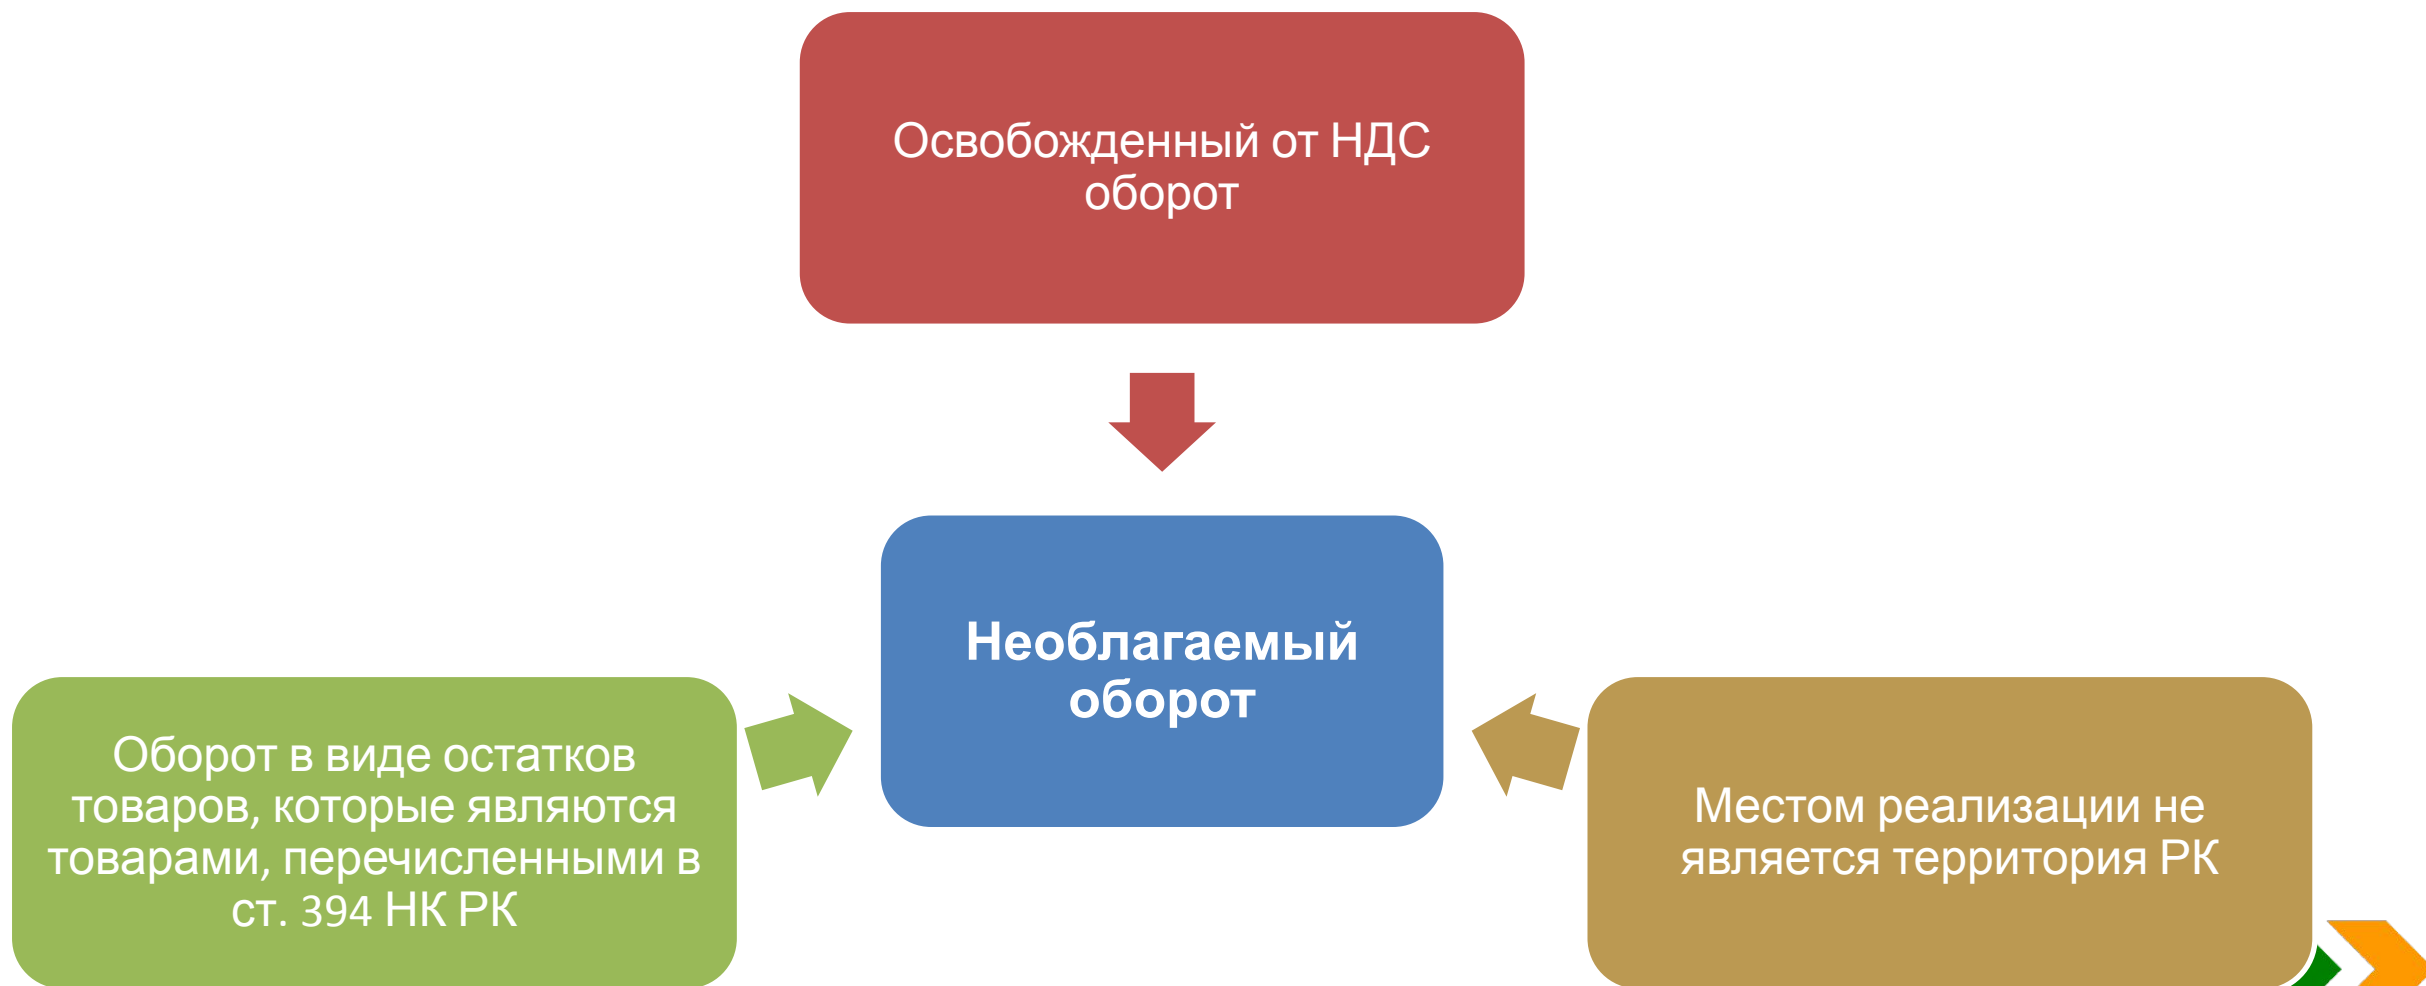 Освобожденный от НДС
оборот
Необлагаемый
оборот
Оборот в виде остатков
товаров, которые являются
товарами, перечисленными в
ст. 394 НК РК
Местом реализации не
является территория РК